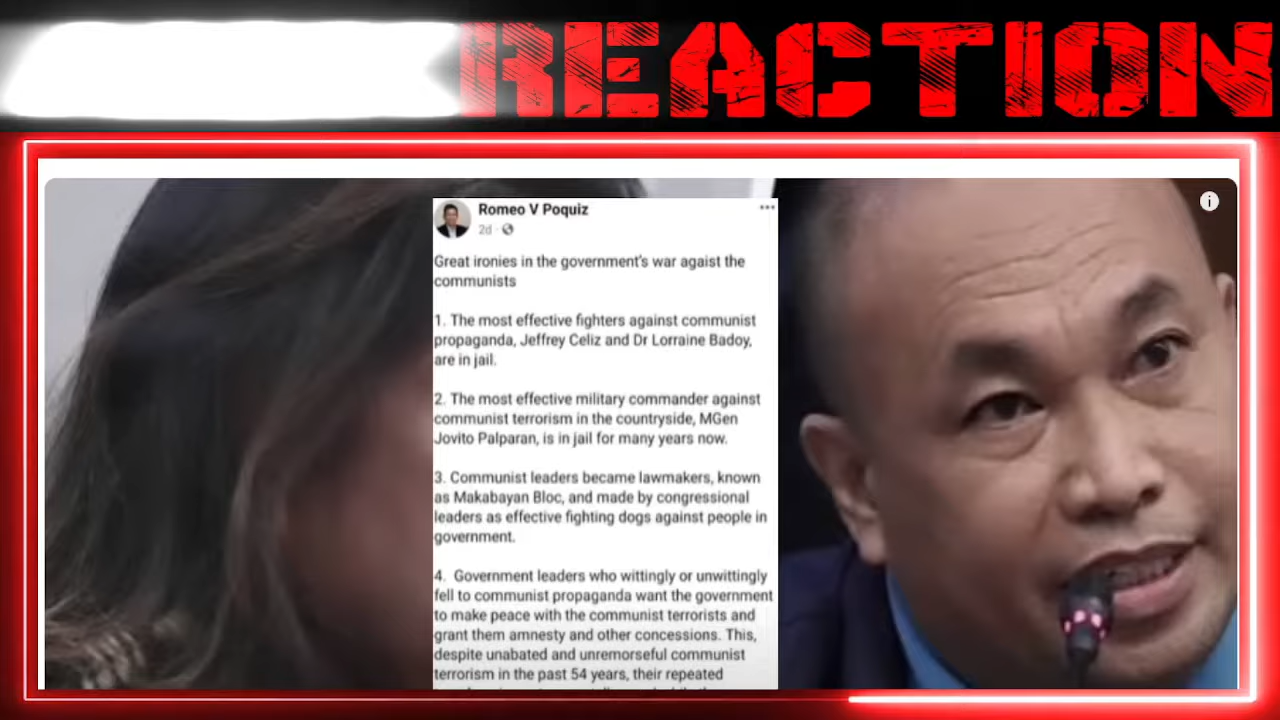 REACTION
Romeo V Poquiz
2d
Great ironies in the government's war agaist the
communists
1. The most effective fighters against communist
propaganda, Jeffrey Celiz and Dr Lorraine Badoy,
are in jail.
2. The most effective military commander against
communist terrorism in the countryside, MGen
Jovito Palparan, is in jail for many years now.
3. Communist leaders became lawmakers, known
as Makabayan Bloc, and made by congressional
leaders as effective fighting dogs against people in
government.
4. Government leaders who wittingly or unwittingly
fell to communist propaganda want the government
to make peace with the communist terrorists and
grant them amnesty and other concessions. This,
despite unabated and unremorseful communist
terrorism in the past 54 years, their repeated